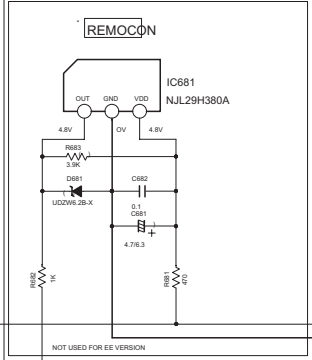 REMOCON
IC681
NJL29H380A
OUT GND VDD
4.8V OV 4.8V
R683
3.9K
D681 C682
UDZW6.2B-X 0.1
C681
+
4.7/6.3
R682 1K R681 470
NOT USED FOR EE VERSION